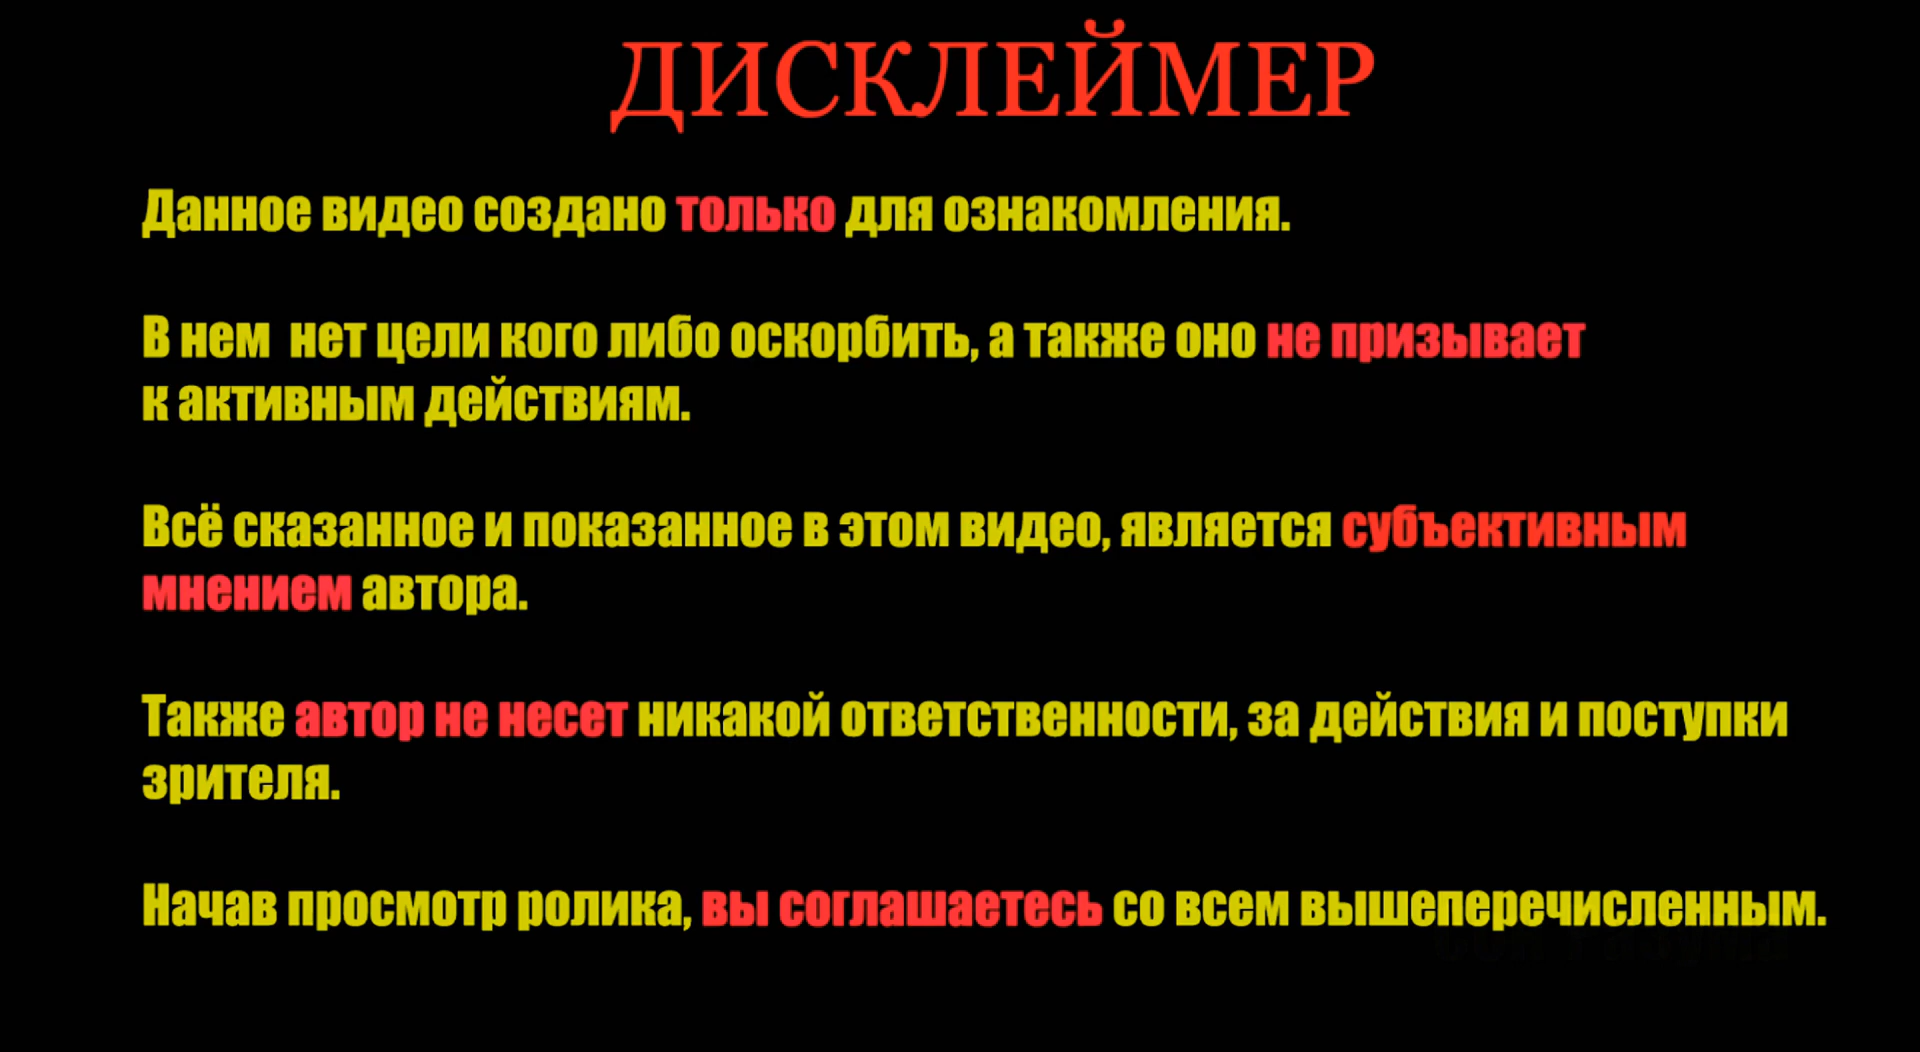 ДИСКЛЕЙМЕР
Данное видео создано только для ознакомления.
В нем  нет цели кого либо оскорбить, а также оно не призывает
к активным действиям.
Всё сказанное и показанное в этом видео, является субъективным
мнением автора.
Также автор не несет никакой ответственности, за действия и поступки
зрителя.
Начав просмотр ролика, вы соглашаетесь со всем вышеперечисленным.